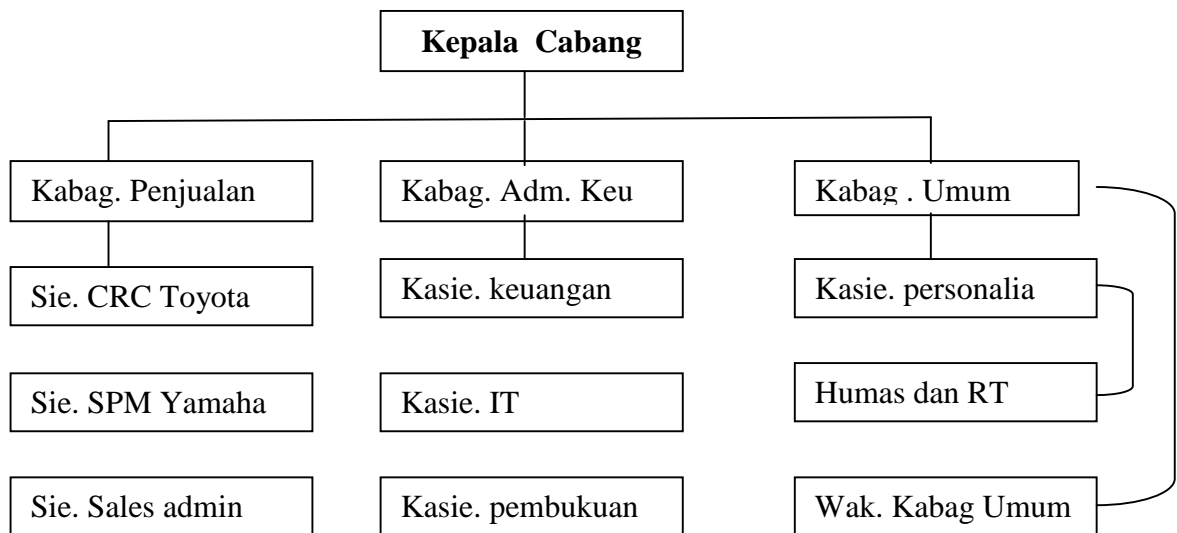 Kepala Cabang
Kabag. Penjualan
Kabag. Adm. Keu
Kabag . Umum
Sie. CRC Toyota
Kasie. keuangan
Kasie. personalia
Sie. SPM Yamaha
Kasie. IT
Humas dan RT
Sie. Sales admin
Kasie. pembukuan
Wak. Kabag Umum